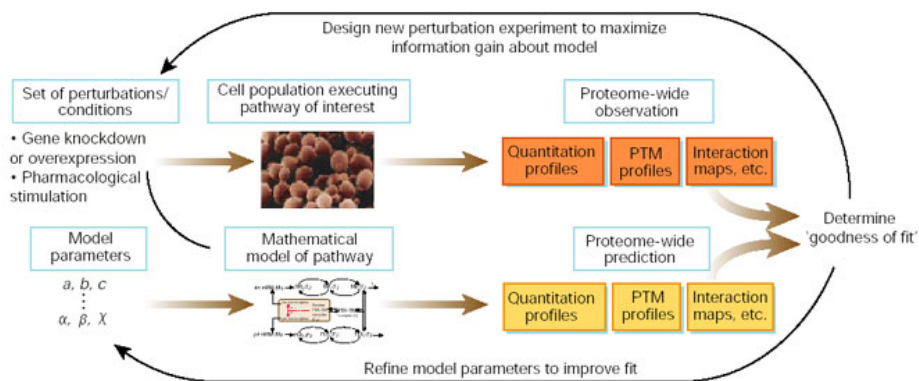 Design new perturbation experiment to maximize
information gain about model
Set of perturbations/
conditions
• Gene knockdown
or overexpression
• Pharmacological
stimulation
Cell population executing
pathway of interest
Proteome-wide
observation
Quantitation
profiles
PTM
profiles
Interaction
maps, etc.
Determine
'goodness of fit'
Model
parameters
a, b, c
α, β, χ
Mathematical
model of pathway
Proteome-wide
prediction
Quantitation
profiles
PTM
profiles
Interaction
maps, etc.
Refine model parameters to improve fit